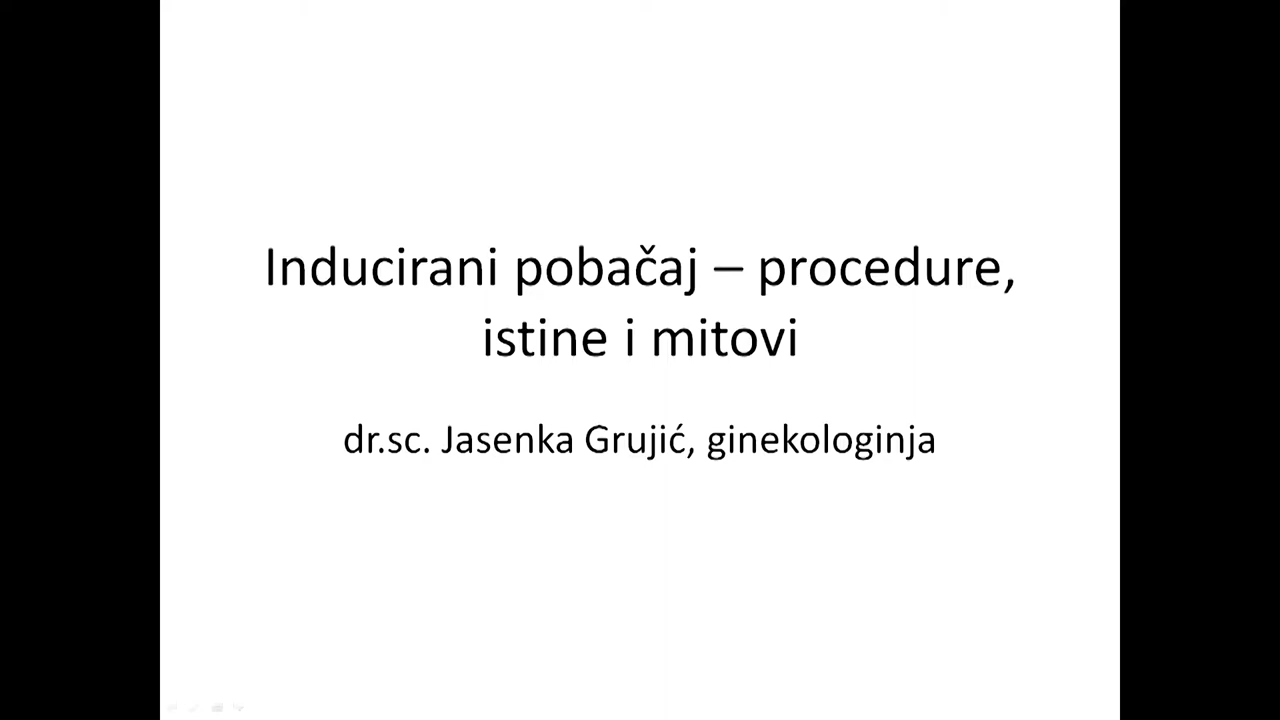 Inducirani pobačaj – procedure,
istine i mitovi
dr.sc. Jasenka Grujić, ginekologinja